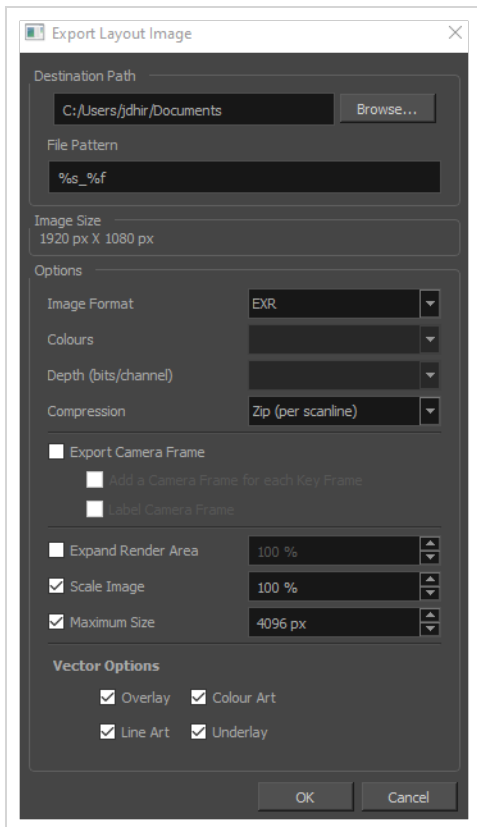 Export Layout Image
Destination Path
C:/Users/jdhir/Documents
Browse...
File Pattern
%s_%f
Image Size
1920 px X 1080 px
Options
Image Format EXR
Colours
Depth (bits/channel)
Compression Zip (per scanline)
Export Camera Frame
Add a Camera Frame for each Key Frame
Label Camera Frame
Expand Render Area 100 %
Scale Image 100 %
Maximum Size 4096 px
Vector Options
Overlay Colour Art
Line Art Underlay
OK Cancel